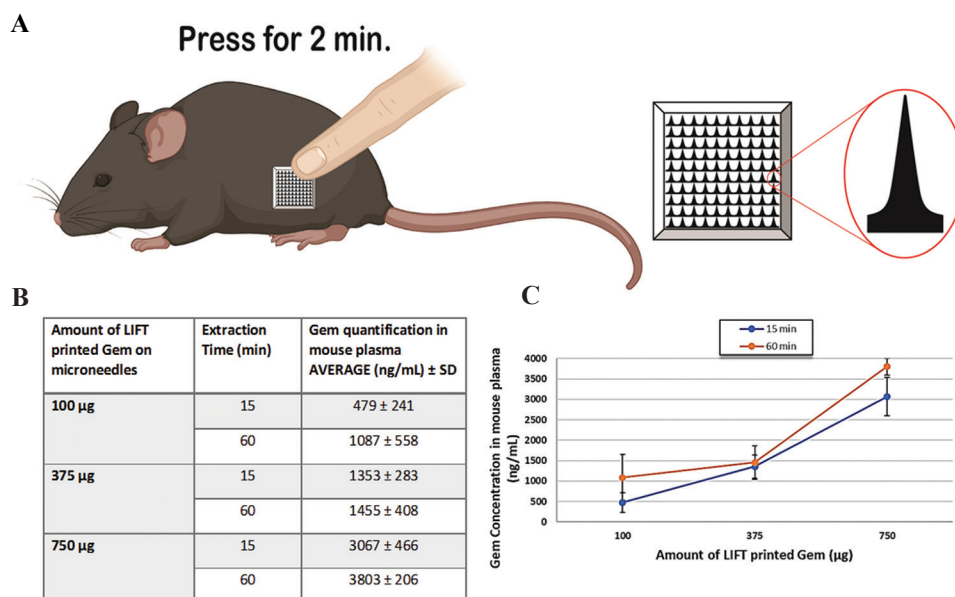 A
Press for 2 min.
B
Amount of LIFT
printed Gem on
microneedles
Extraction
Time (min)
Gem quantification in
mouse plasma
AVERAGE (ng/mL) ± SD
100 µg
15
479 ± 241
60
1087 ± 558
375 µg
15
1353 ± 283
60
1455 ± 408
750 µg
15
3067 ± 466
60
3803 ± 206
C
15 min
60 min
Gem Concentration in mouse plasma
(ng/mL)
4000
3500
3000
2500
2000
1500
1000
500
0
100
375
750
Amount of LIFT printed Gem (µg)